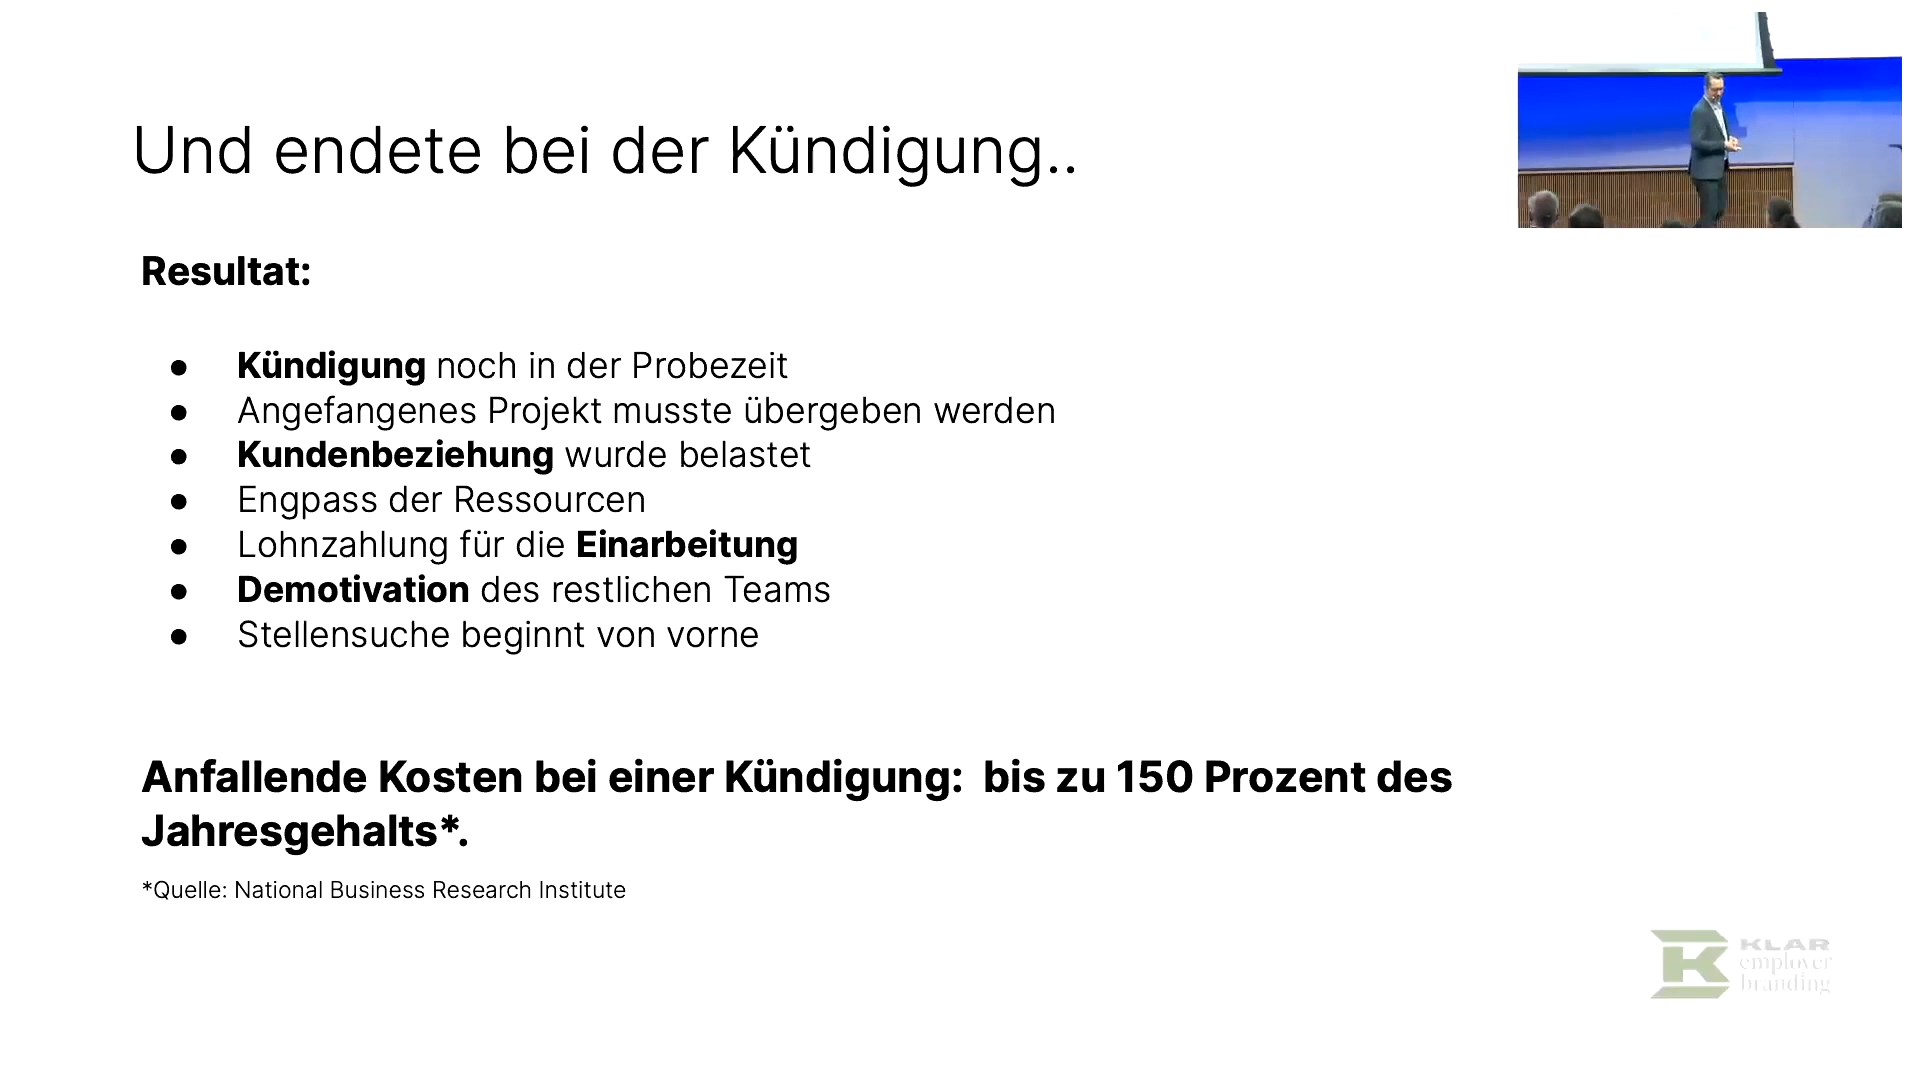 Und endete bei der Kündigung..
Resultat:
● Kündigung noch in der Probezeit
● Angefangenes Projekt musste übergeben werden
● Kundenbeziehung wurde belastet
● Engpass der Ressourcen
● Lohnzahlung für die Einarbeitung
● Demotivation des restlichen Teams
● Stellensuche beginnt von vorne
Anfallende Kosten bei einer Kündigung:  bis zu 150 Prozent des
Jahresgehalts*.
*Quelle: National Business Research Institute
KLAR
employer
branding